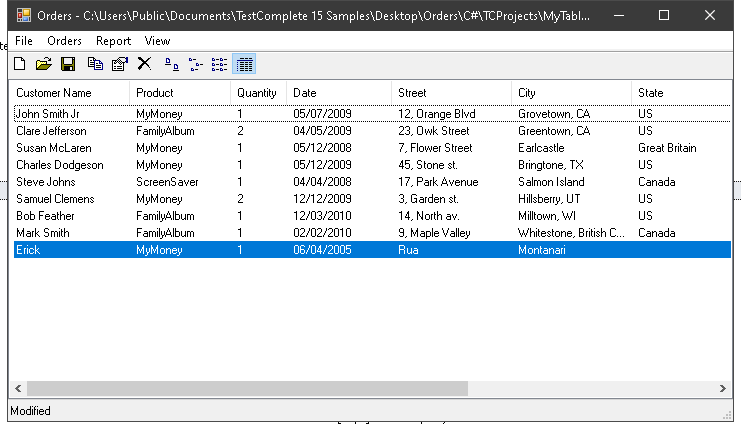 Orders - C:\Users\Public\Documents\TestComplete 15 Samples\Desktop\Orders\C#\TCProjects\MyTabl...
File Orders Report View
Customer Name Product Quantity Date Street City State
John Smith Jr MyMoney 1 05/07/2009 12, Orange Blvd Grovetown, CA US
Clare Jefferson FamilyAlbum 2 04/05/2009 23, Owk Street Greentown, CA US
Susan McLaren MyMoney 1 05/12/2008 7, Flower Street Earlcastle Great Britain
Charles Dodgeson MyMoney 1 05/12/2009 45, Stone st. Bringtone, TX US
Steve Johns ScreenSaver 1 04/04/2008 17, Park Avenue Salmon Island Canada
Samuel Clemens MyMoney 2 12/12/2009 3, Garden st. Hillsberry, UT US
Bob Feather FamilyAlbum 1 12/03/2010 14, North av. Milltown, WI US
Mark Smith FamilyAlbum 1 02/02/2010 9, Maple Valley Whitestone, British C... Canada
Erick MyMoney 1 06/04/2005 Rua Montanari
Modified